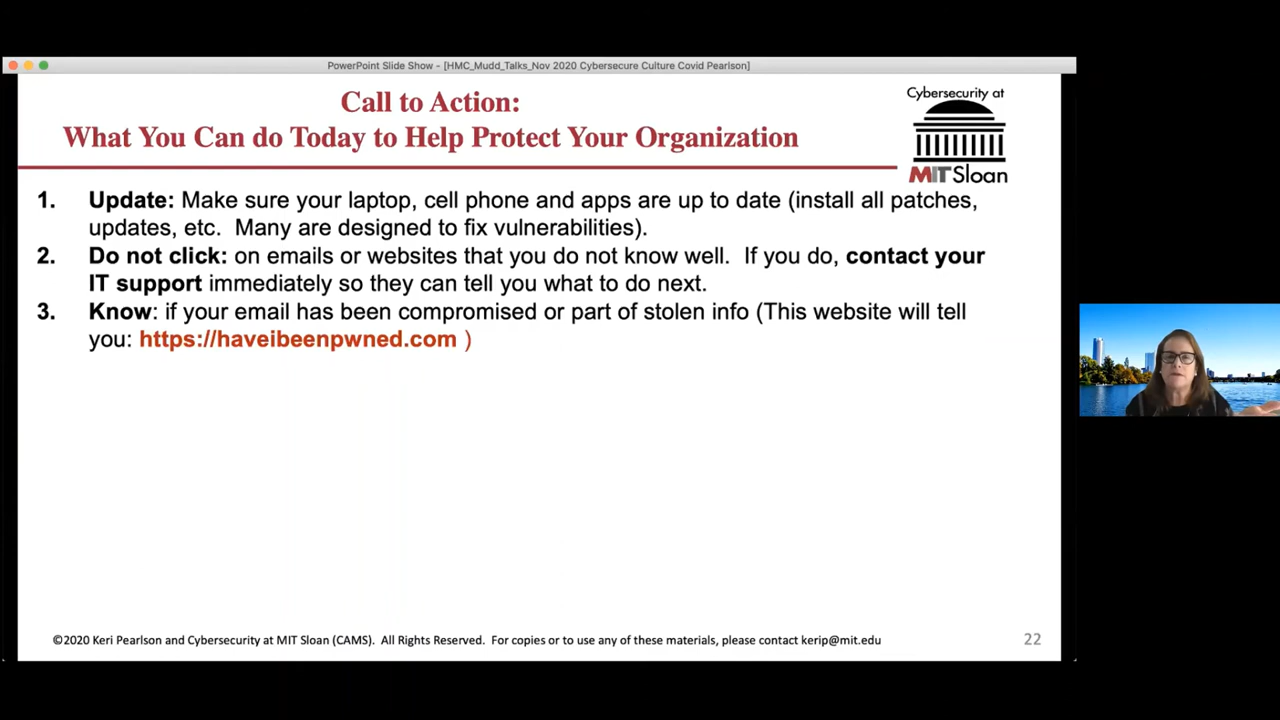 PowerPoint Slide Show - [HMC_Mudd_Talks_Nov 2020 Cybersecure Culture Covid Pearlson]
Call to Action:
What You Can do Today to Help Protect Your Organization
Cybersecurity at
MIT Sloan
1. Update: Make sure your laptop, cell phone and apps are up to date (install all patches,
updates, etc.  Many are designed to fix vulnerabilities).
2. Do not click: on emails or websites that you do not know well.  If you do, contact your
IT support immediately so they can tell you what to do next.
3. Know: if your email has been compromised or part of stolen info (This website will tell
you: https://haveibeenpwned.com )
©2020 Keri Pearlson and Cybersecurity at MIT Sloan (CAMS).  All Rights Reserved.  For copies or to use any of these materials, please contact kerip@mit.edu
22